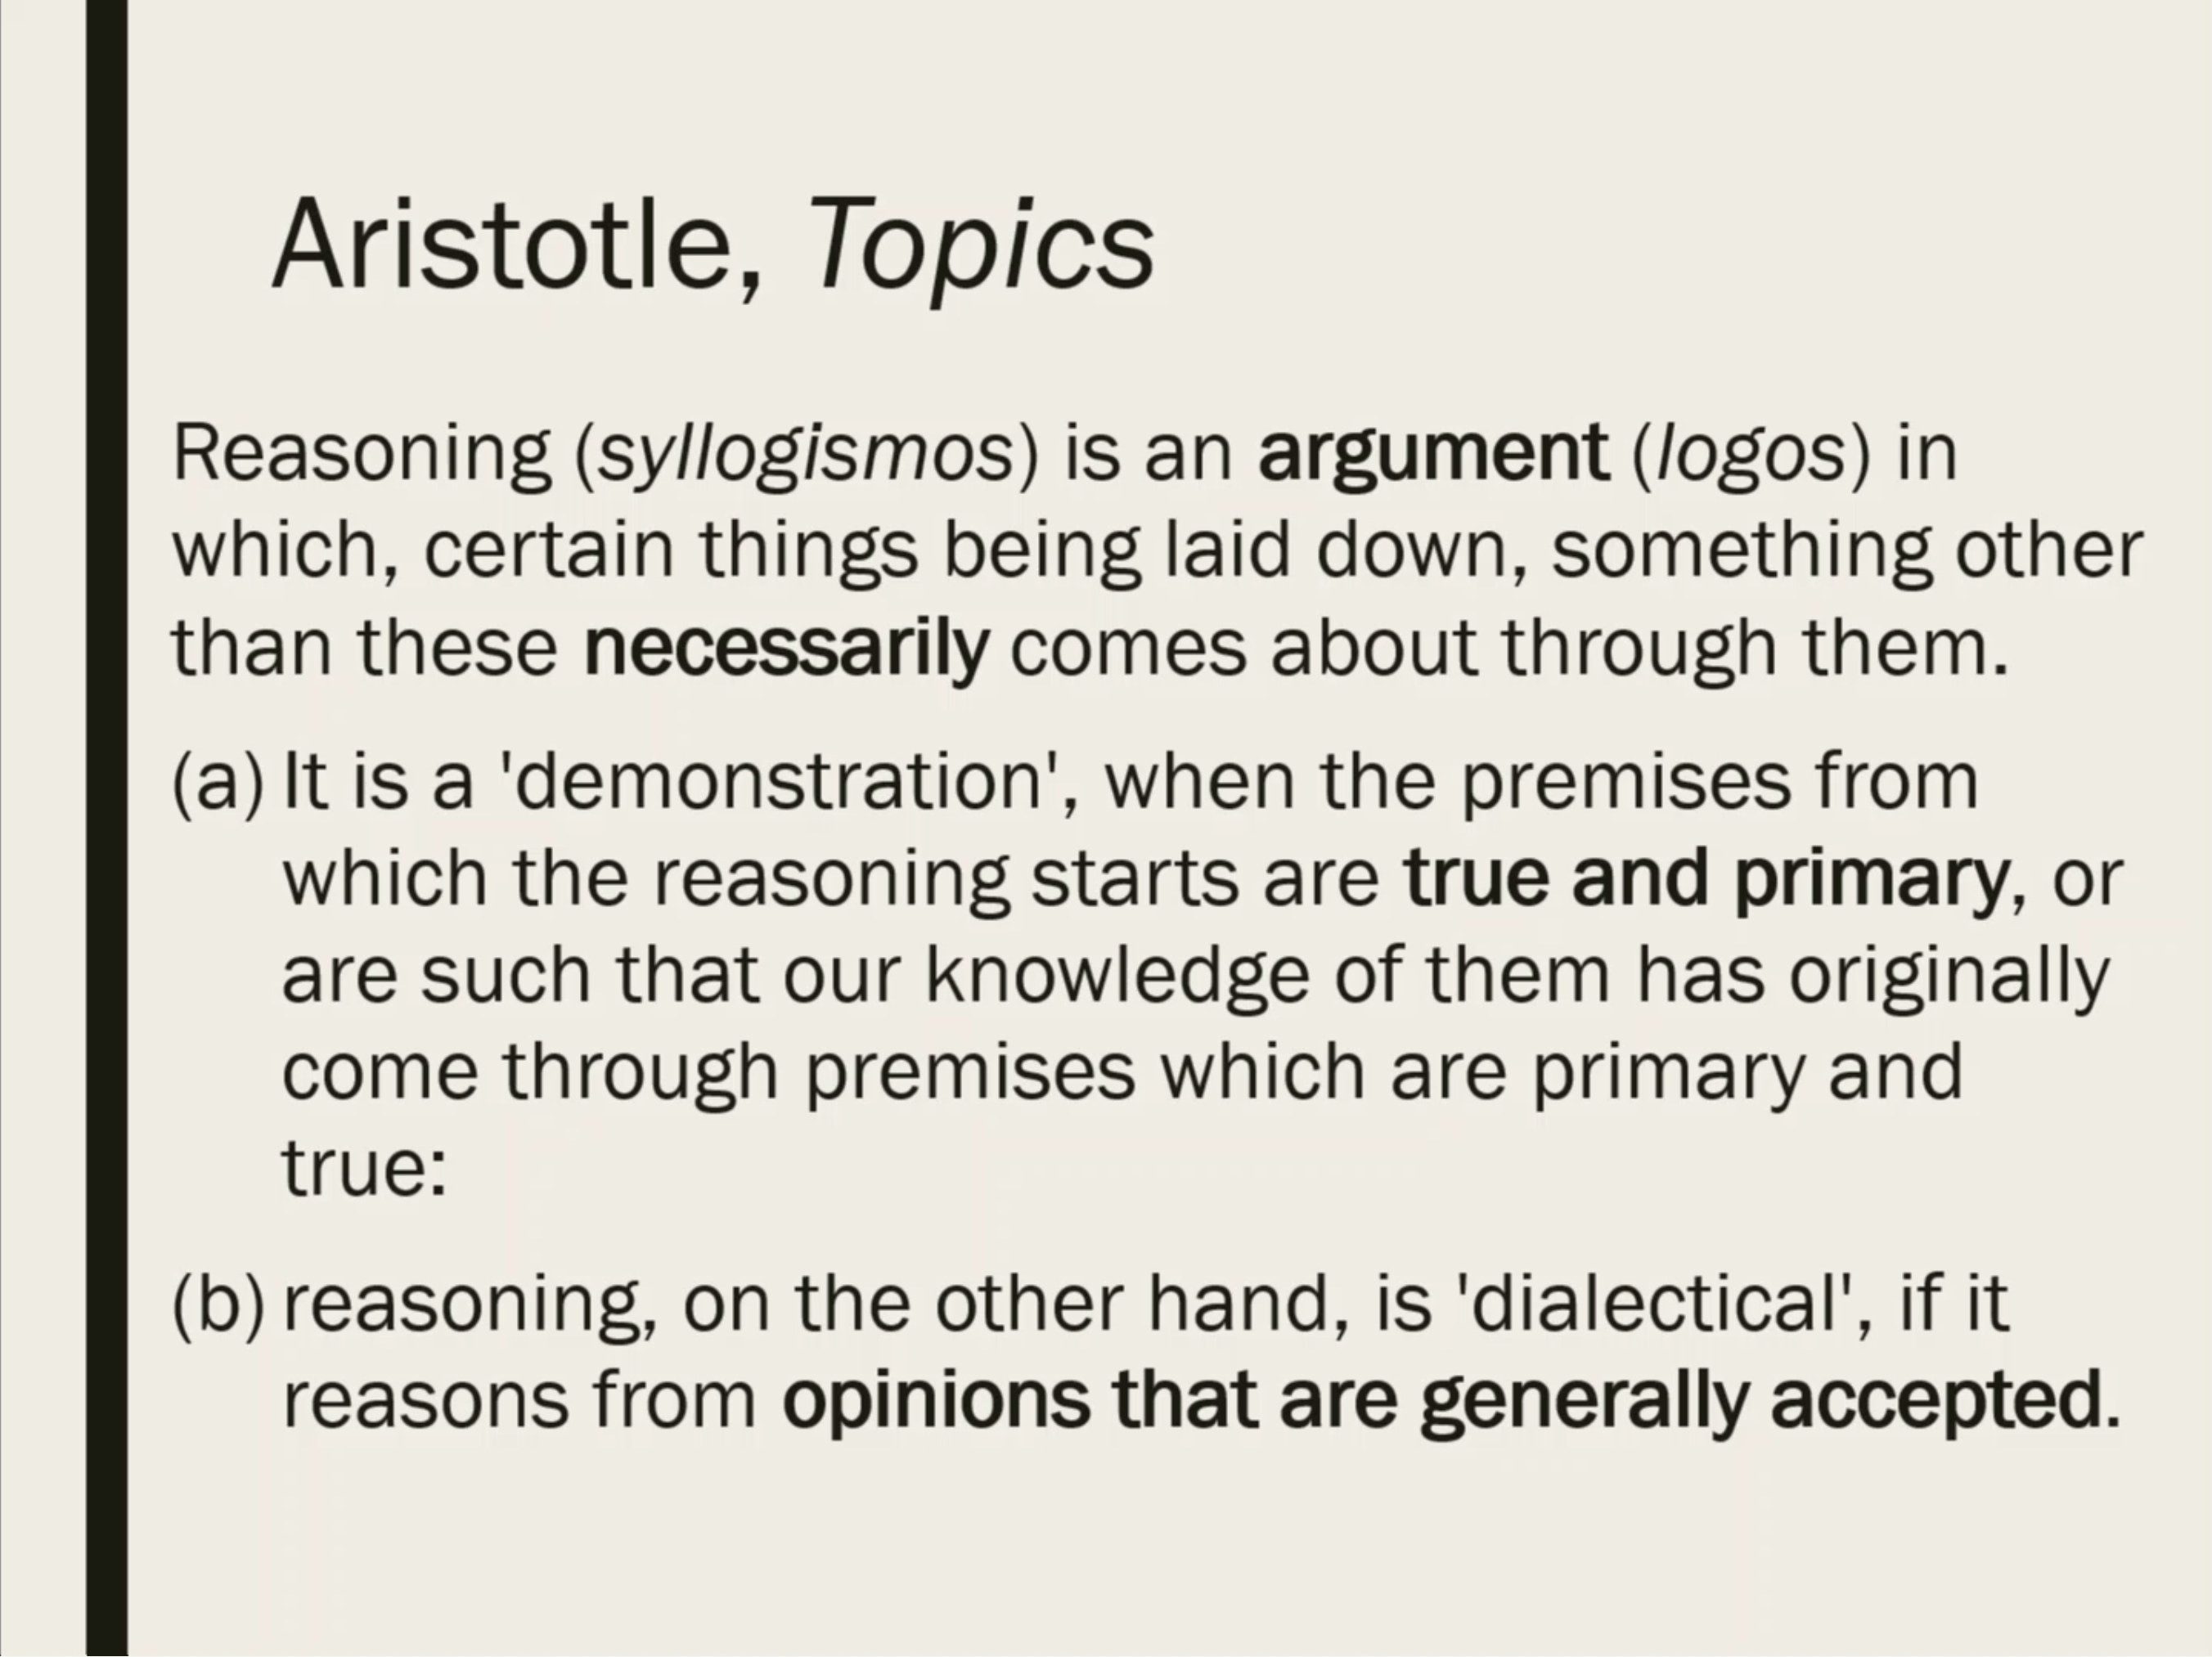 Aristotle, Topics
Reasoning (syllogismos) is an argument (logos) in
which, certain things being laid down, something other
than these necessarily comes about through them.
(a) It is a 'demonstration', when the premises from
which the reasoning starts are true and primary, or
are such that our knowledge of them has originally
come through premises which are primary and
true:
(b) reasoning, on the other hand, is 'dialectical', if it
reasons from opinions that are generally accepted.